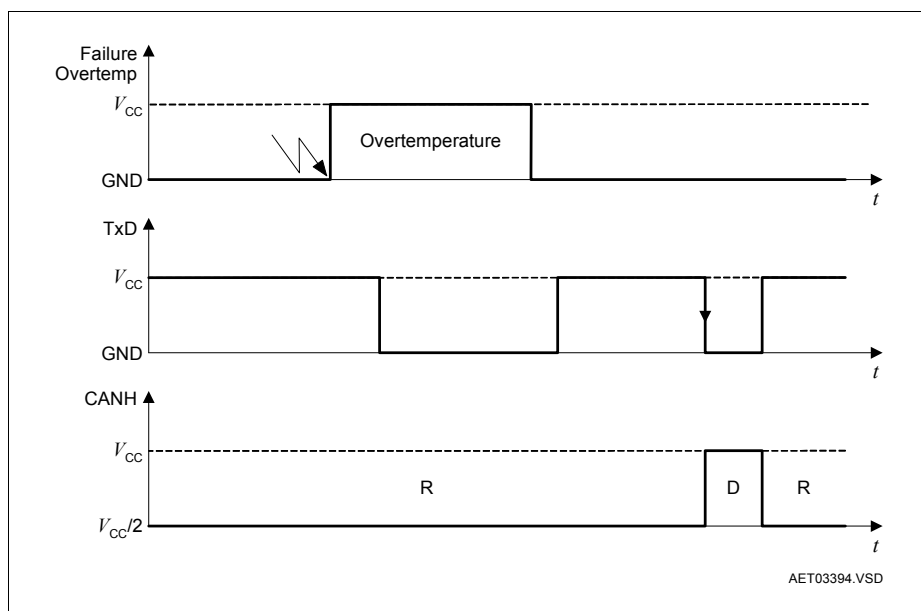 Failure
Overtemp
VCC
Overtemperature
GND
t
TxD
VCC
GND
t
CANH
VCC
R
D
R
VCC/2
t
AET03394.VSD